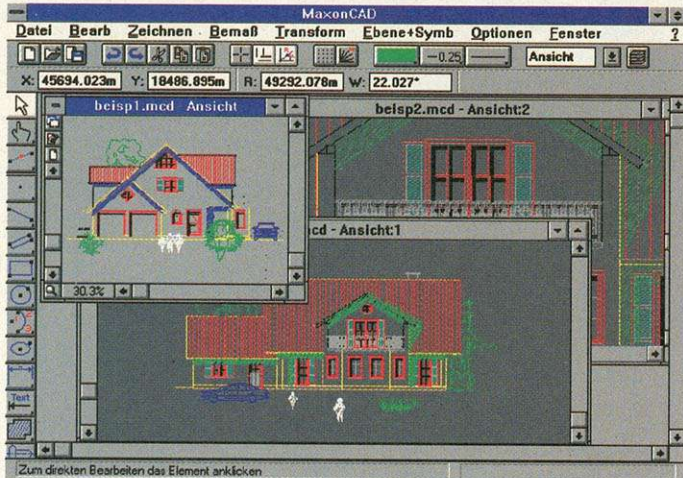 MaxonCAD
Datei Bearb Zeichnen Bemaß Transform Ebene+Symb Optionen Fenster ?
0.25 Ansicht
X: 45694.023m Y: 18486.895m R: 49292.078m W: 22.027°
beisp1.mcd Ansicht
beisp2.mcd - Ansicht:2
mcd - Ansicht:1
30.3%
Text
Zum direkten Bearbeiten das Element anklicken